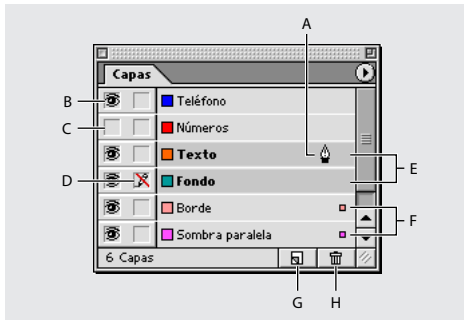 A
Capas
B
Teléfono
C
Números
Texto
E
D
Fondo
Borde
F
Sombra paralela
6 Capas
G
H